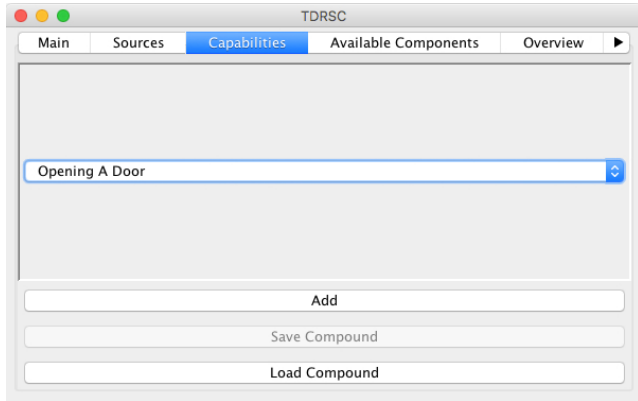 TDRSC
Main Sources Capabilities Available Components Overview
Opening A Door
Add
Save Compound
Load Compound